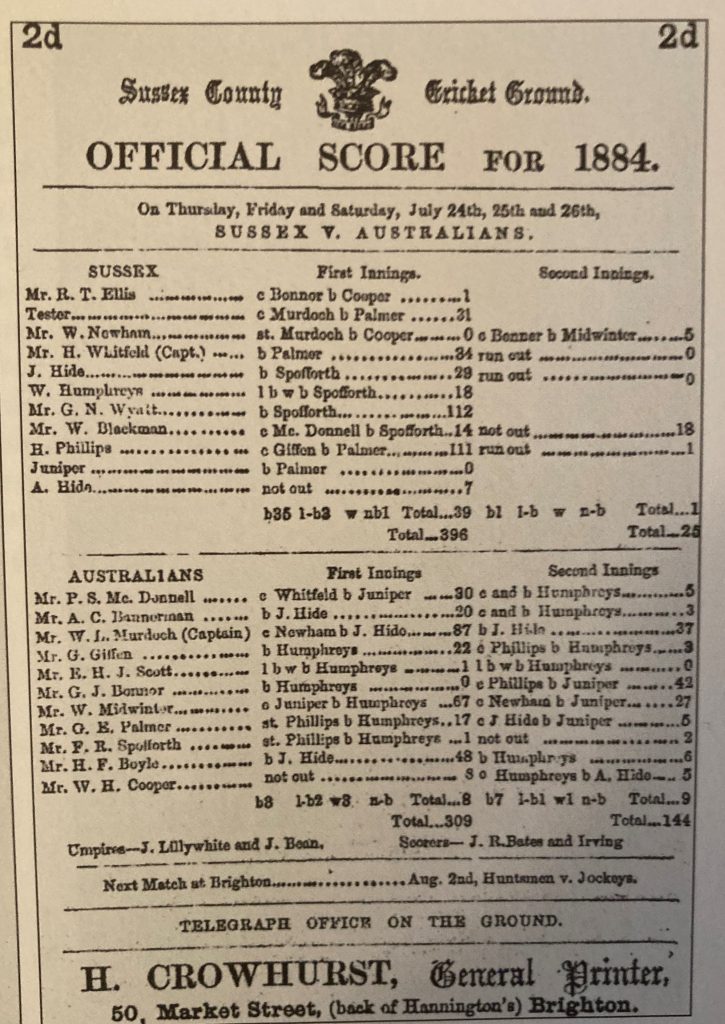 2d 2d
Sussex County Cricket Ground.
OFFICIAL SCORE FOR 1884.
On Thursday, Friday and Saturday, July 24th, 25th and 26th,
SUSSEX V. AUSTRALIANS.
SUSSEX First Innings. Second Innings.
Mr. R. T. Ellis ............ c Bonnor b Cooper .........1
Tester..................... c Murdoch b Palmer ......31
Mr. W. Newham............... st. Murdoch b Cooper.........0 c Bonner b Midwinter.......5
Mr. H. Whitfeld (Capt.) ...... b Palmer ..................34 run out ..................0
J. Hide..................... b Spofforth ...............29 run out ..................0
W. Humphreys ............... l b w b Spofforth.........18
Mr. G. N. Wyatt............ b Spofforth...............112
Mr. W. Blackman.......... c Mc. Donnell b Spofforth..14 not out.....................18
H. Phillips ............... c Giffen b Palmer............111 run out ..................1
Juniper ..................... b Palmer ..................0
A. Hide..................... not out .....................7
b35 l-b3 w nb1 Total...39 b1 l-b w n-b Total...1
Total...396 Total...25
AUSTRALIANS First Innings Second Innings
Mr. P. S. Mc. Donnell ....... c Whitfeld b Juniper ......30 c and b Humphreys.........5
Mr. A. C. Bannerman ....... b J. Hide..................20 c and b Humphreys.........3
Mr. W. L. Murdoch (Captain) c Newham b J. Hide.........87 b J. Hide ..................37
Mr. G. Giffen ............... b Humphreys ...............22 c Phillips b Humphreys......3
Mr. E. H. J. Scott......... l b w b Humphreys .........1 l b w b Humphreys .........0
Mr. G. J. Bonnor ............ b Humphreys ...............0 c Phillips b Juniper ......42
Mr. W. Midwinter............ c Juniper b Humphreys ...67 c Newham b Juniper ......27
Mr. G. E. Palmer ............ st. Phillips b Humphreys..17 c J Hide b Juniper .........5
Mr. F. R. Spofforth ......... st. Phillips b Humphreys ...1 not out .....................2
Mr. H. F. Boyle............ b J. Hide..................48 b Humphreys ...............6
Mr. W. H. Cooper............ not out .....................8 c Humphreys b A. Hide.... 5
b3 l-b2 w3 n-b Total...8 b7 l-b1 w1 n-b Total...9
Total...309 Total...144
Umpires—J. Lillywhite and J. Bean. Scorers— J. R.Bates and Irving
Next Match at Brighton........................Aug. 2nd, Huntsmen v. Jockeys.
TELEGRAPH OFFICE ON THE GROUND.
H. CROWHURST, General Printer,
50, Market Street, (back of Hannington's) Brighton.